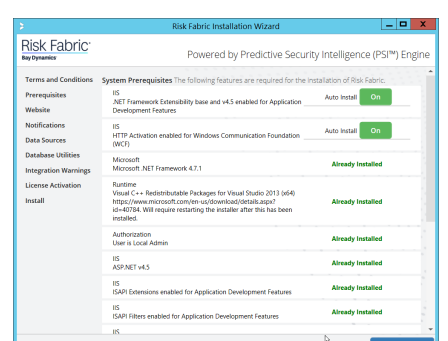 Risk Fabric Installation Wizard
Risk Fabric
Bay Dynamics
Powered by Predictive Security Intelligence (PSI™) Engine
Terms and Conditions
Prerequisites
Website
Notifications
Data Sources
Database Utilities
Integration Warnings
License Activation
Install
System Prerequisites The following features are required for the installation of Risk Fabric.
IIS
.NET Framework Extensibility base and v4.5 enabled for Application
Development Features
Auto Install On
IIS
HTTP Activation enabled for Windows Communication Foundation
(WCF)
Auto Install On
Microsoft
Microsoft .NET Framework 4.7.1
Already Installed
Runtime
Visual C++ Redistributable Packages for Visual Studio 2013 (x64)
https://www.microsoft.com/en-us/download/details.aspx?
id=40784. Will require restarting the installer after this has been
installed.
Already Installed
Authorization
User is Local Admin
Already Installed
IIS
ASP.NET v4.5
Already Installed
IIS
ISAPI Extensions enabled for Application Development Features
Already Installed
IIS
ISAPI Filters enabled for Application Development Features
Already Installed
IIS